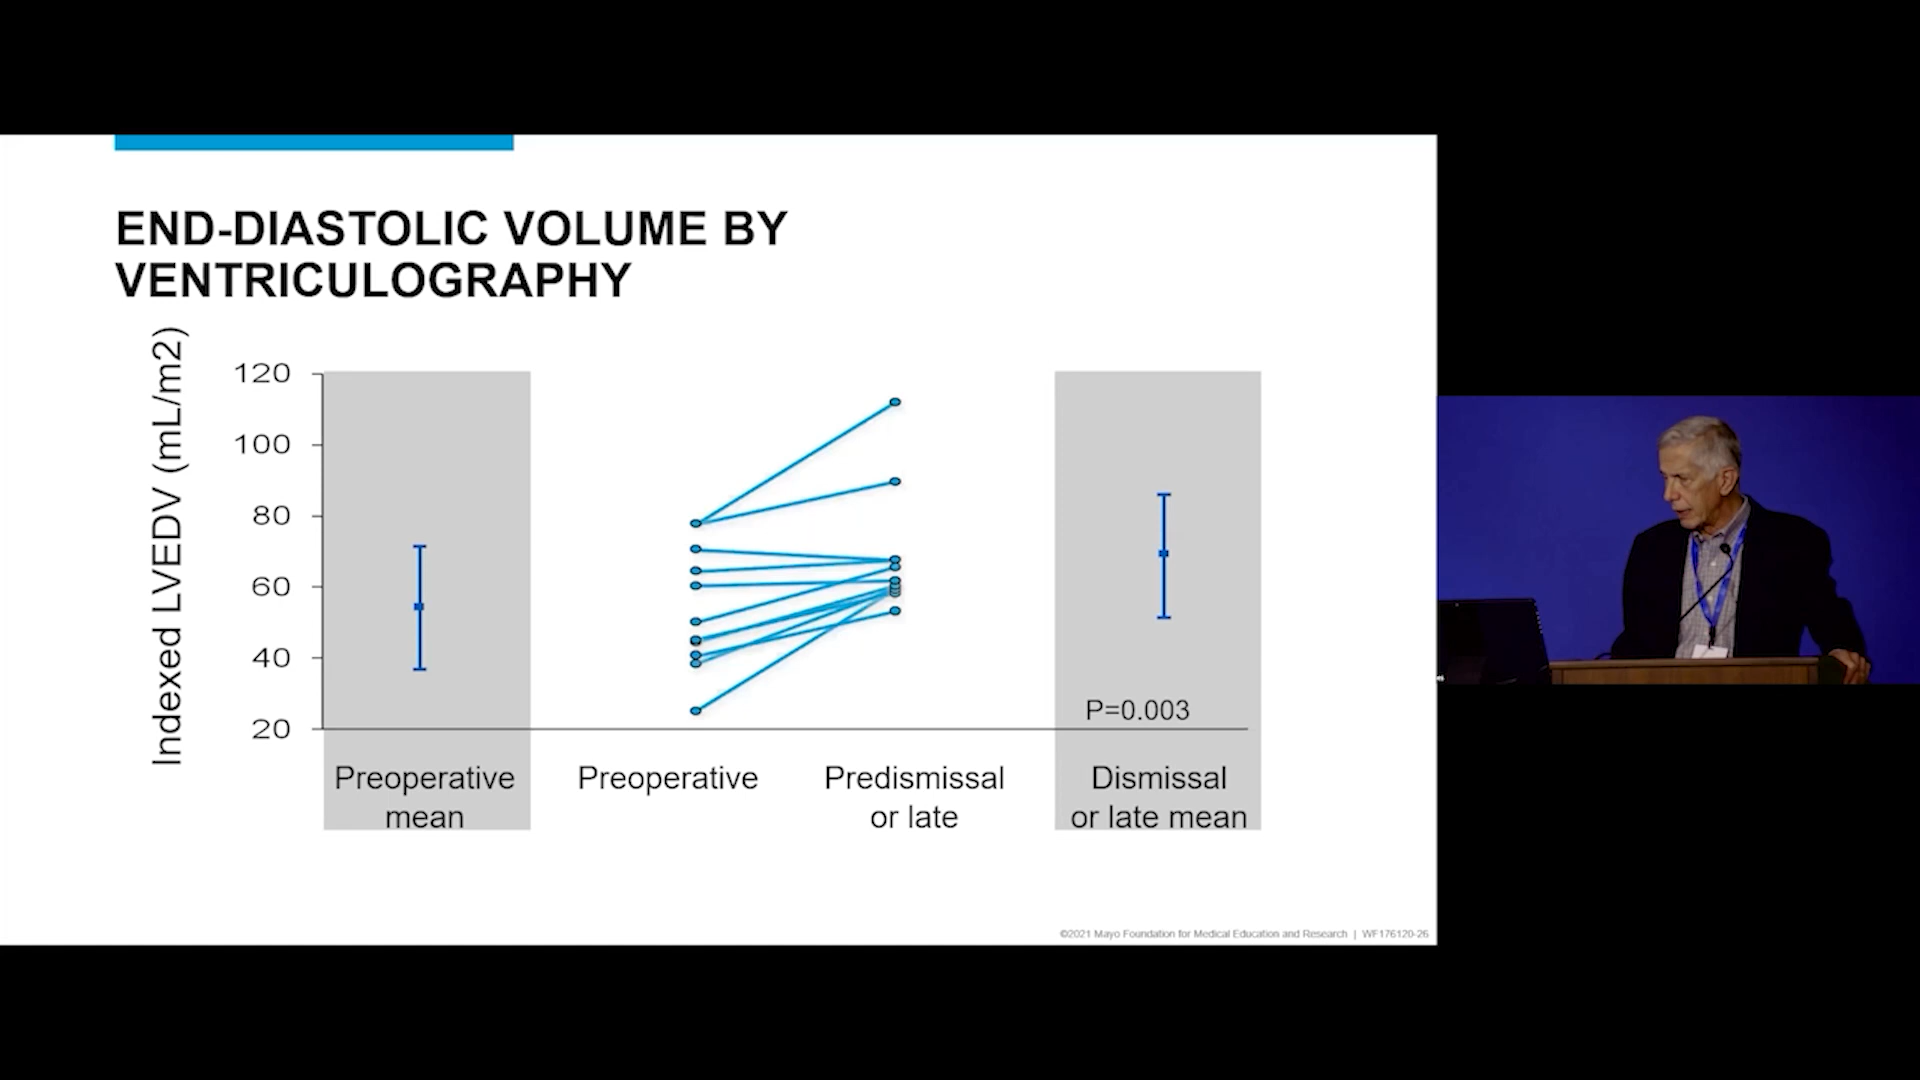 END-DIASTOLIC VOLUME BY
VENTRICULOGRAPHY
Indexed LVEDV (mL/m2)
120
100
80
60
40
20
P=0.003
Preoperative
mean
Preoperative
Predismissal
or late
Dismissal
or late mean
©2021 Mayo Foundation for Medical Education and Research | WF176120-26